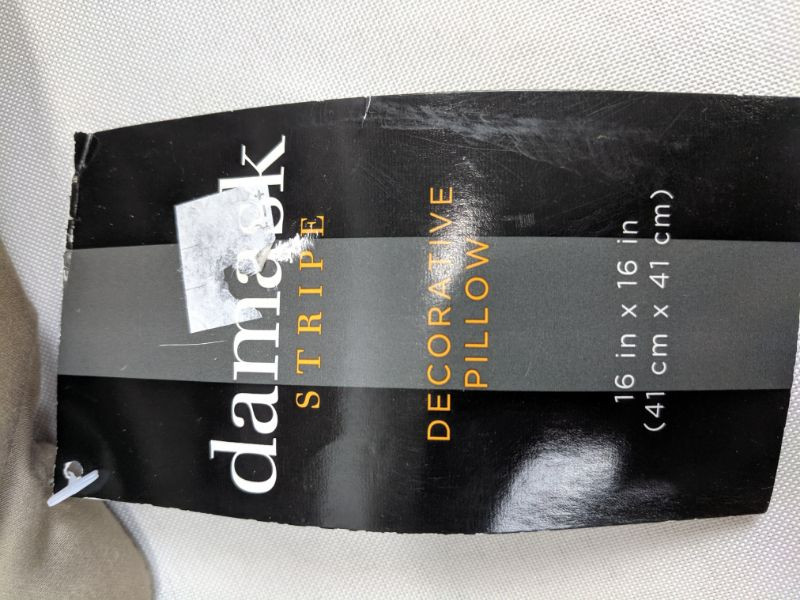 damask
STRIPE
DECORATIVE
PILLOW
16 in x 16 in
(41 cm x 41 cm)